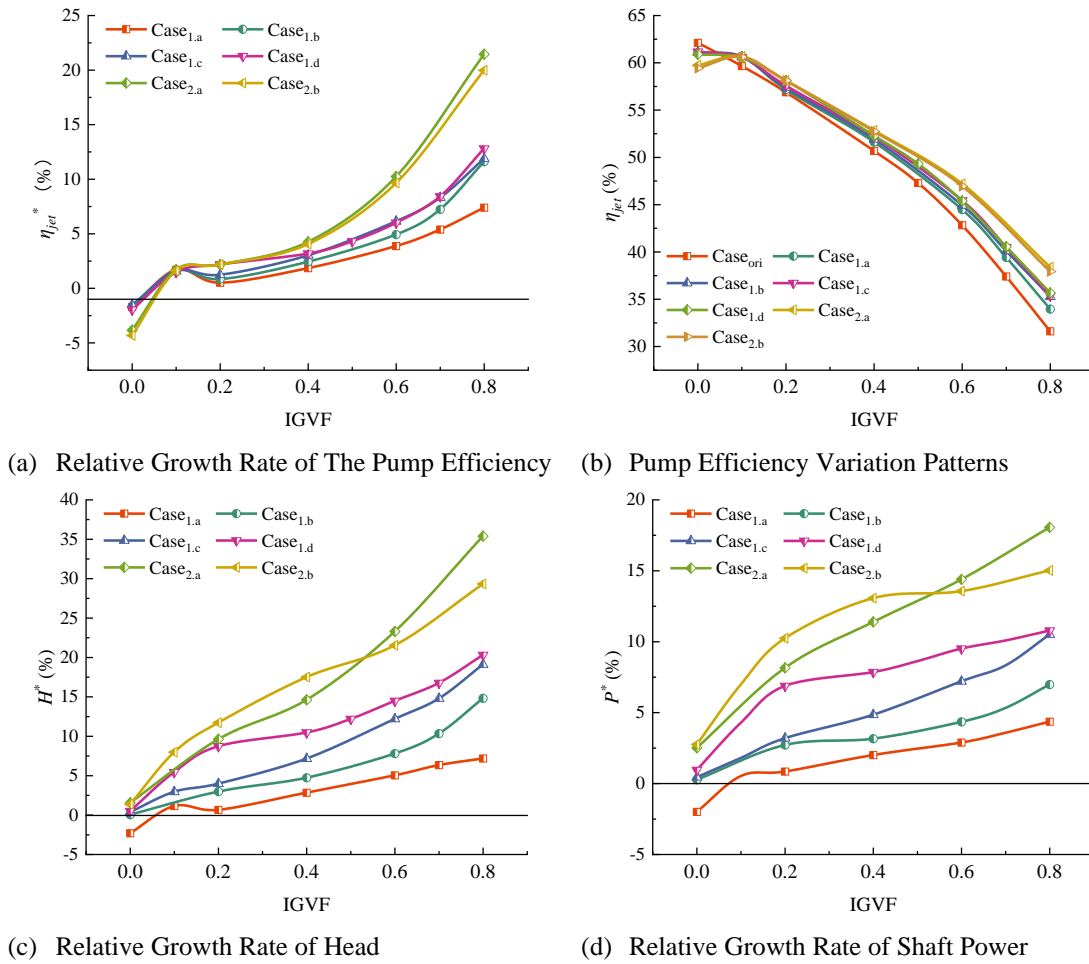 25
20
15
10
5
0
-5
η_jet* (%)
Case1.a
Case1.b
Case1.c
Case1.d
Case2.a
Case2.b
0.0 0.2 0.4 0.6 0.8
IGVF
(a) Relative Growth Rate of The Pump Efficiency
65
60
55
50
45
40
35
30
η_jet (%)
Caseori
Case1.a
Case1.b
Case1.c
Case1.d
Case2.a
Case2.b
0.0 0.2 0.4 0.6 0.8
IGVF
(b) Pump Efficiency Variation Patterns
40
35
30
25
20
15
10
5
0
-5
H* (%)
Case1.a
Case1.b
Case1.c
Case1.d
Case2.a
Case2.b
0.0 0.2 0.4 0.6 0.8
IGVF
(c) Relative Growth Rate of Head
20
15
10
5
0
-5
P* (%)
Case1.a
Case1.b
Case1.c
Case1.d
Case2.a
Case2.b
0.0 0.2 0.4 0.6 0.8
IGVF
(d) Relative Growth Rate of Shaft Power